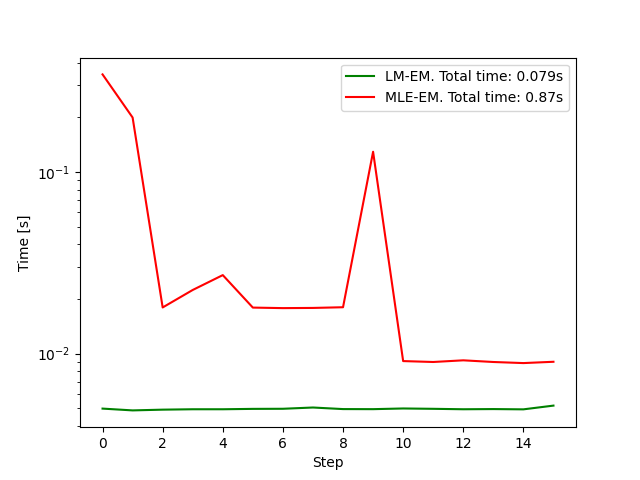 LM-EM. Total time: 0.079s
MLE-EM. Total time: 0.87s
Time [s]
10⁻¹
10⁻²
0 2 4 6 8 10 12 14
Step